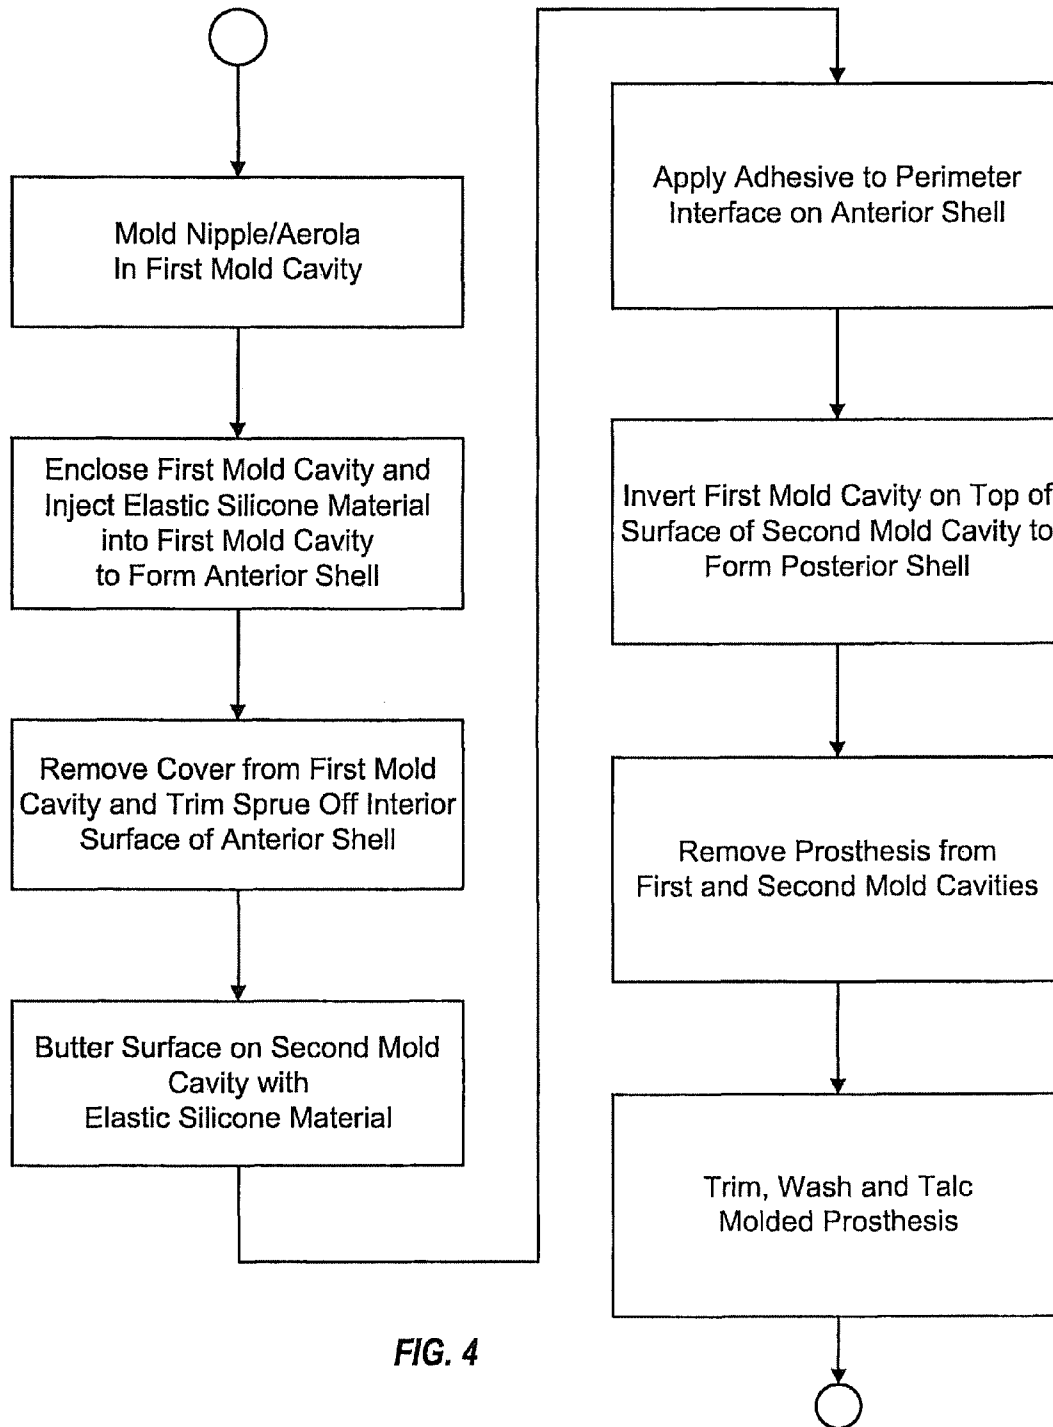 Mold Nipple/Aerola
In First Mold Cavity
Enclose First Mold Cavity and
Inject Elastic Silicone Material
into First Mold Cavity
to Form Anterior Shell
Remove Cover from First Mold
Cavity and Trim Sprue Off Interior
Surface of Anterior Shell
Butter Surface on Second Mold
Cavity with
Elastic Silicone Material
Apply Adhesive to Perimeter
Interface on Anterior Shell
Invert First Mold Cavity on Top of
Surface of Second Mold Cavity to
Form Posterior Shell
Remove Prosthesis from
First and Second Mold Cavities
Trim, Wash and Talc
Molded Prosthesis
FIG. 4